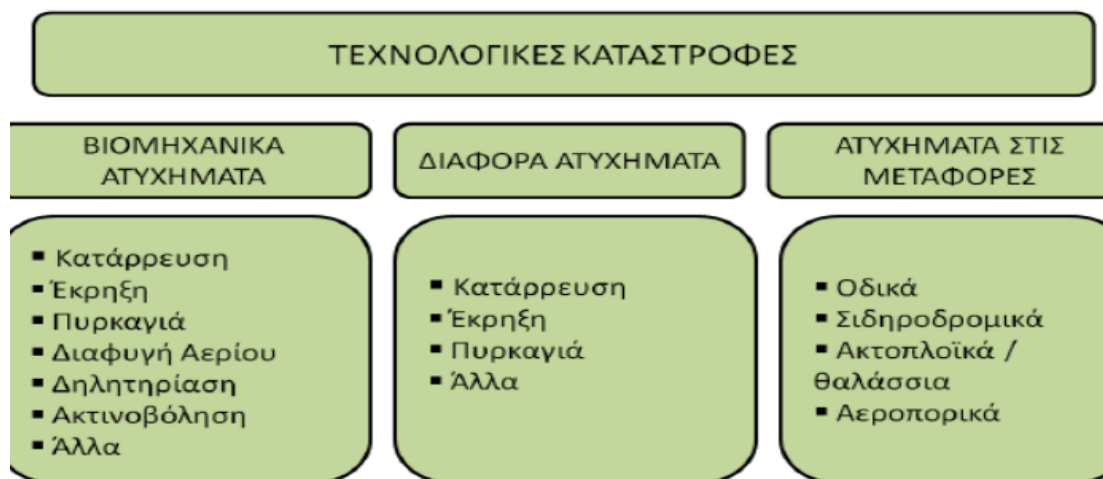 ΤΕΧΝΟΛΟΓΙΚΕΣ ΚΑΤΑΣΤΡΟΦΕΣ
ΒΙΟΜΗΧΑΝΙΚΑ
ΑΤΥΧΗΜΑΤΑ
▪ Κατάρρευση
▪ Έκρηξη
▪ Πυρκαγιά
▪ Διαφυγή Αερίου
▪ Δηλητηρίαση
▪ Ακτινοβόληση
▪ Άλλα
ΔΙΑΦΟΡΑ ΑΤΥΧΗΜΑΤΑ
▪ Κατάρρευση
▪ Έκρηξη
▪ Πυρκαγιά
▪ Άλλα
ΑΤΥΧΗΜΑΤΑ ΣΤΙΣ
ΜΕΤΑΦΟΡΕΣ
▪ Οδικά
▪ Σιδηροδρομικά
▪ Ακτοπλοϊκά /
θαλάσσια
▪ Αεροπορικά